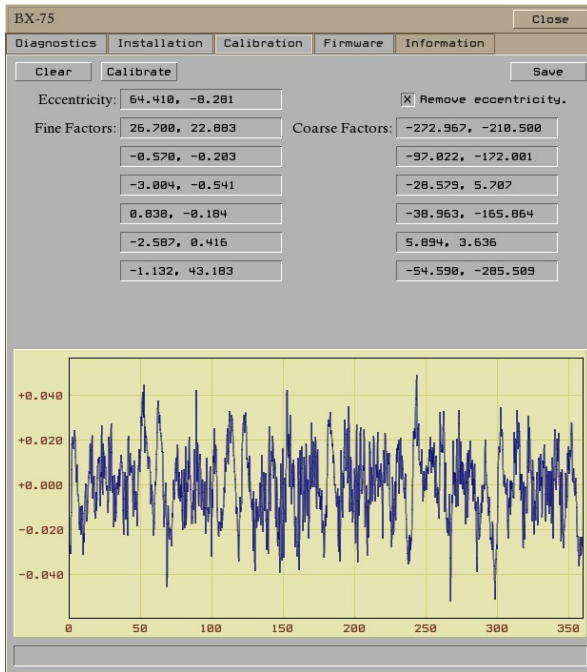 BX-75 Close
Diagnostics Installation Calibration Firmware Information
Clear Calibrate Save
Eccentricity: 64.410, -8.281 X Remove eccentricity.
Fine Factors: 26.700, 22.883 Coarse Factors: -272.967, -210.500
-0.570, -0.203 -97.022, -172.001
-3.004, -0.541 -28.579, 5.707
0.838, -0.184 -38.963, -165.864
-2.587, 0.416 5.894, 3.636
-1.132, 43.183 -54.590, -285.509
+0.040
+0.020
+0.000
-0.020
-0.040
0 50 100 150 200 250 300 350